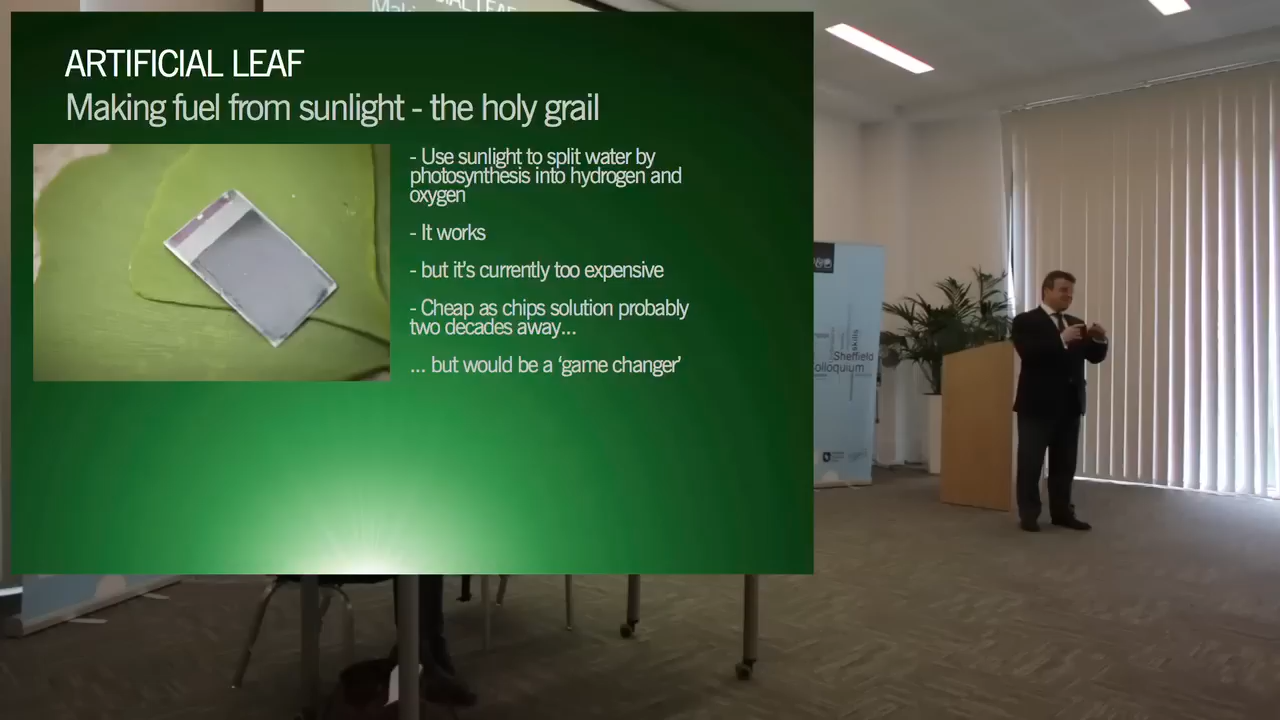 ARTIFICIAL LEAF
Making fuel from sunlight - the holy grail
- Use sunlight to split water by
photosynthesis into hydrogen and
oxygen
- It works
- but it's currently too expensive
- Cheap as chips solution probably
two decades away...
... but would be a 'game changer'
skills
Sheffield
olloquium